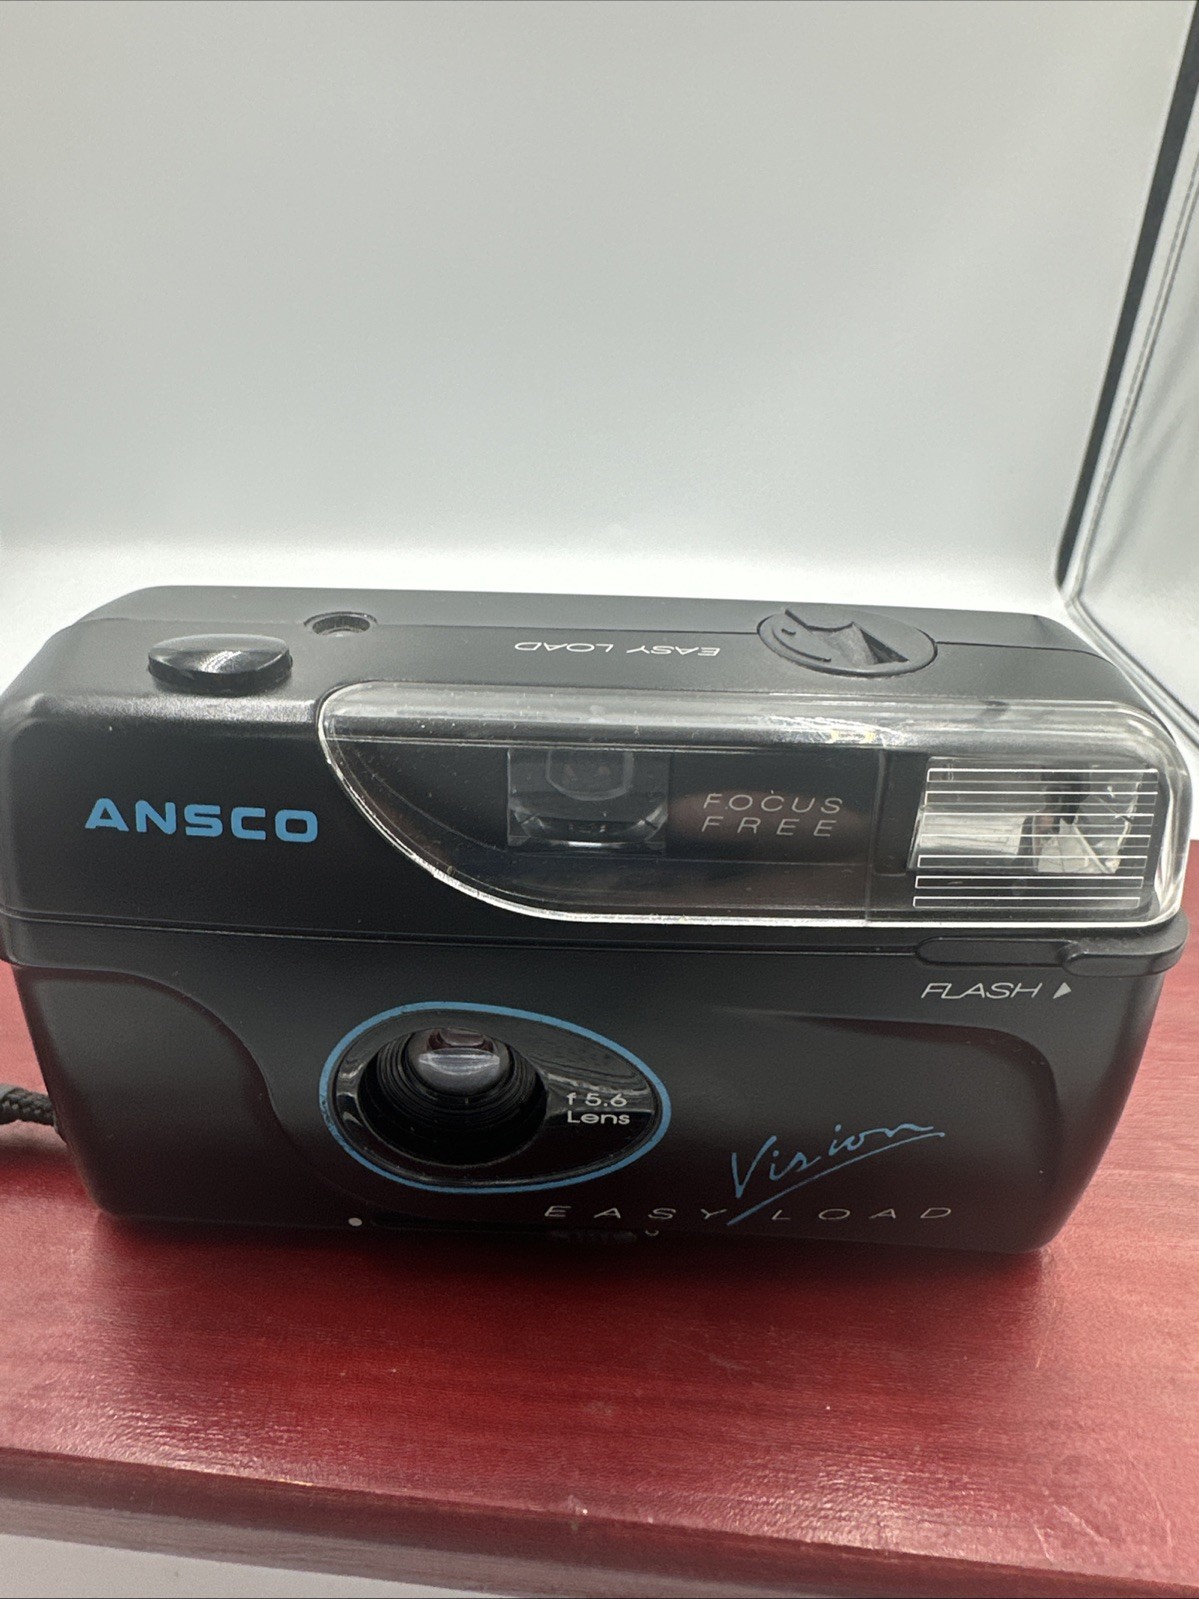 EASY LOAD
ANSCO
FOCUS
FREE
FLASH
f 5.6
Lens
Vision
EASY LOAD